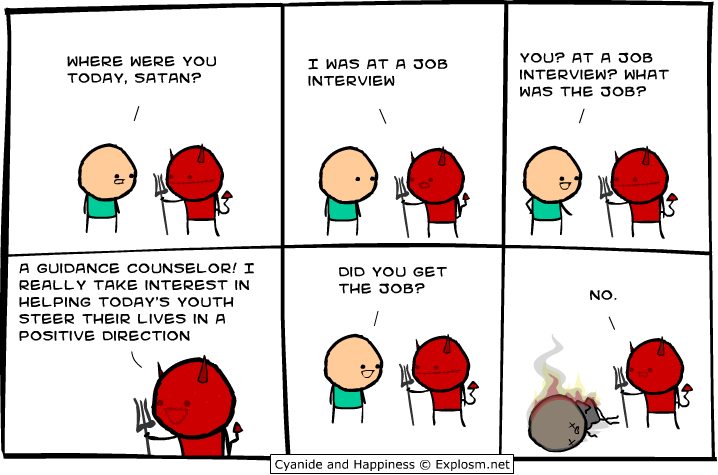 WHERE WERE YOU
TODAY, SATAN?
I WAS AT A JOB
INTERVIEW
YOU? AT A JOB
INTERVIEW? WHAT
WAS THE JOB?
A GUIDANCE COUNSELOR! I
REALLY TAKE INTEREST IN
HELPING TODAY'S YOUTH
STEER THEIR LIVES IN A
POSITIVE DIRECTION
DID YOU GET
THE JOB?
NO.
Cyanide and Happiness © Explosm.net